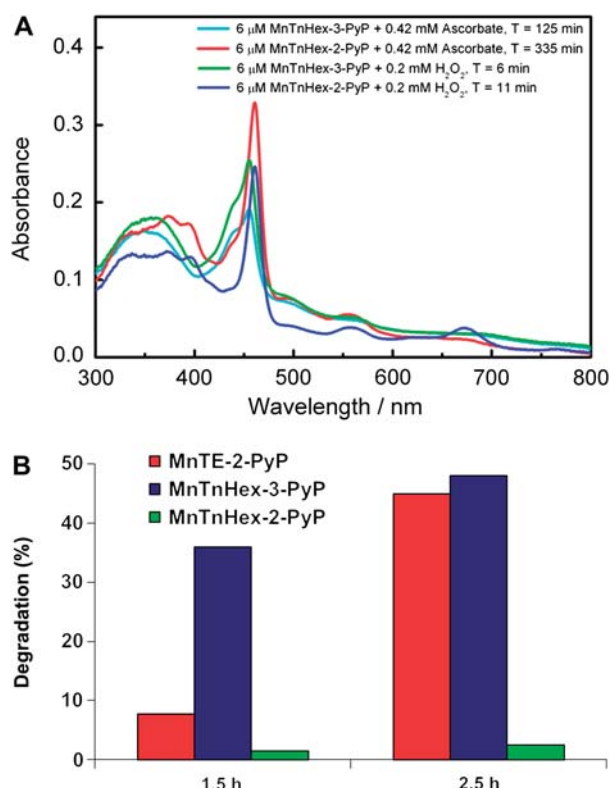 A
6 μM MnTnHex-3-PyP + 0.42 mM Ascorbate, T = 125 min
6 μM MnTnHex-2-PyP + 0.42 mM Ascorbate, T = 335 min
6 μM MnTnHex-3-PyP + 0.2 mM H₂O₂, T = 6 min
6 μM MnTnHex-2-PyP + 0.2 mM H₂O₂, T = 11 min
0.4
0.3
0.2
0.1
0.0
Absorbance
300 400 500 600 700 800
Wavelength / nm
B
50
40
30
20
10
0
Degradation (%)
MnTE-2-PyP
MnTnHex-3-PyP
MnTnHex-2-PyP
1.5 h 2.5 h